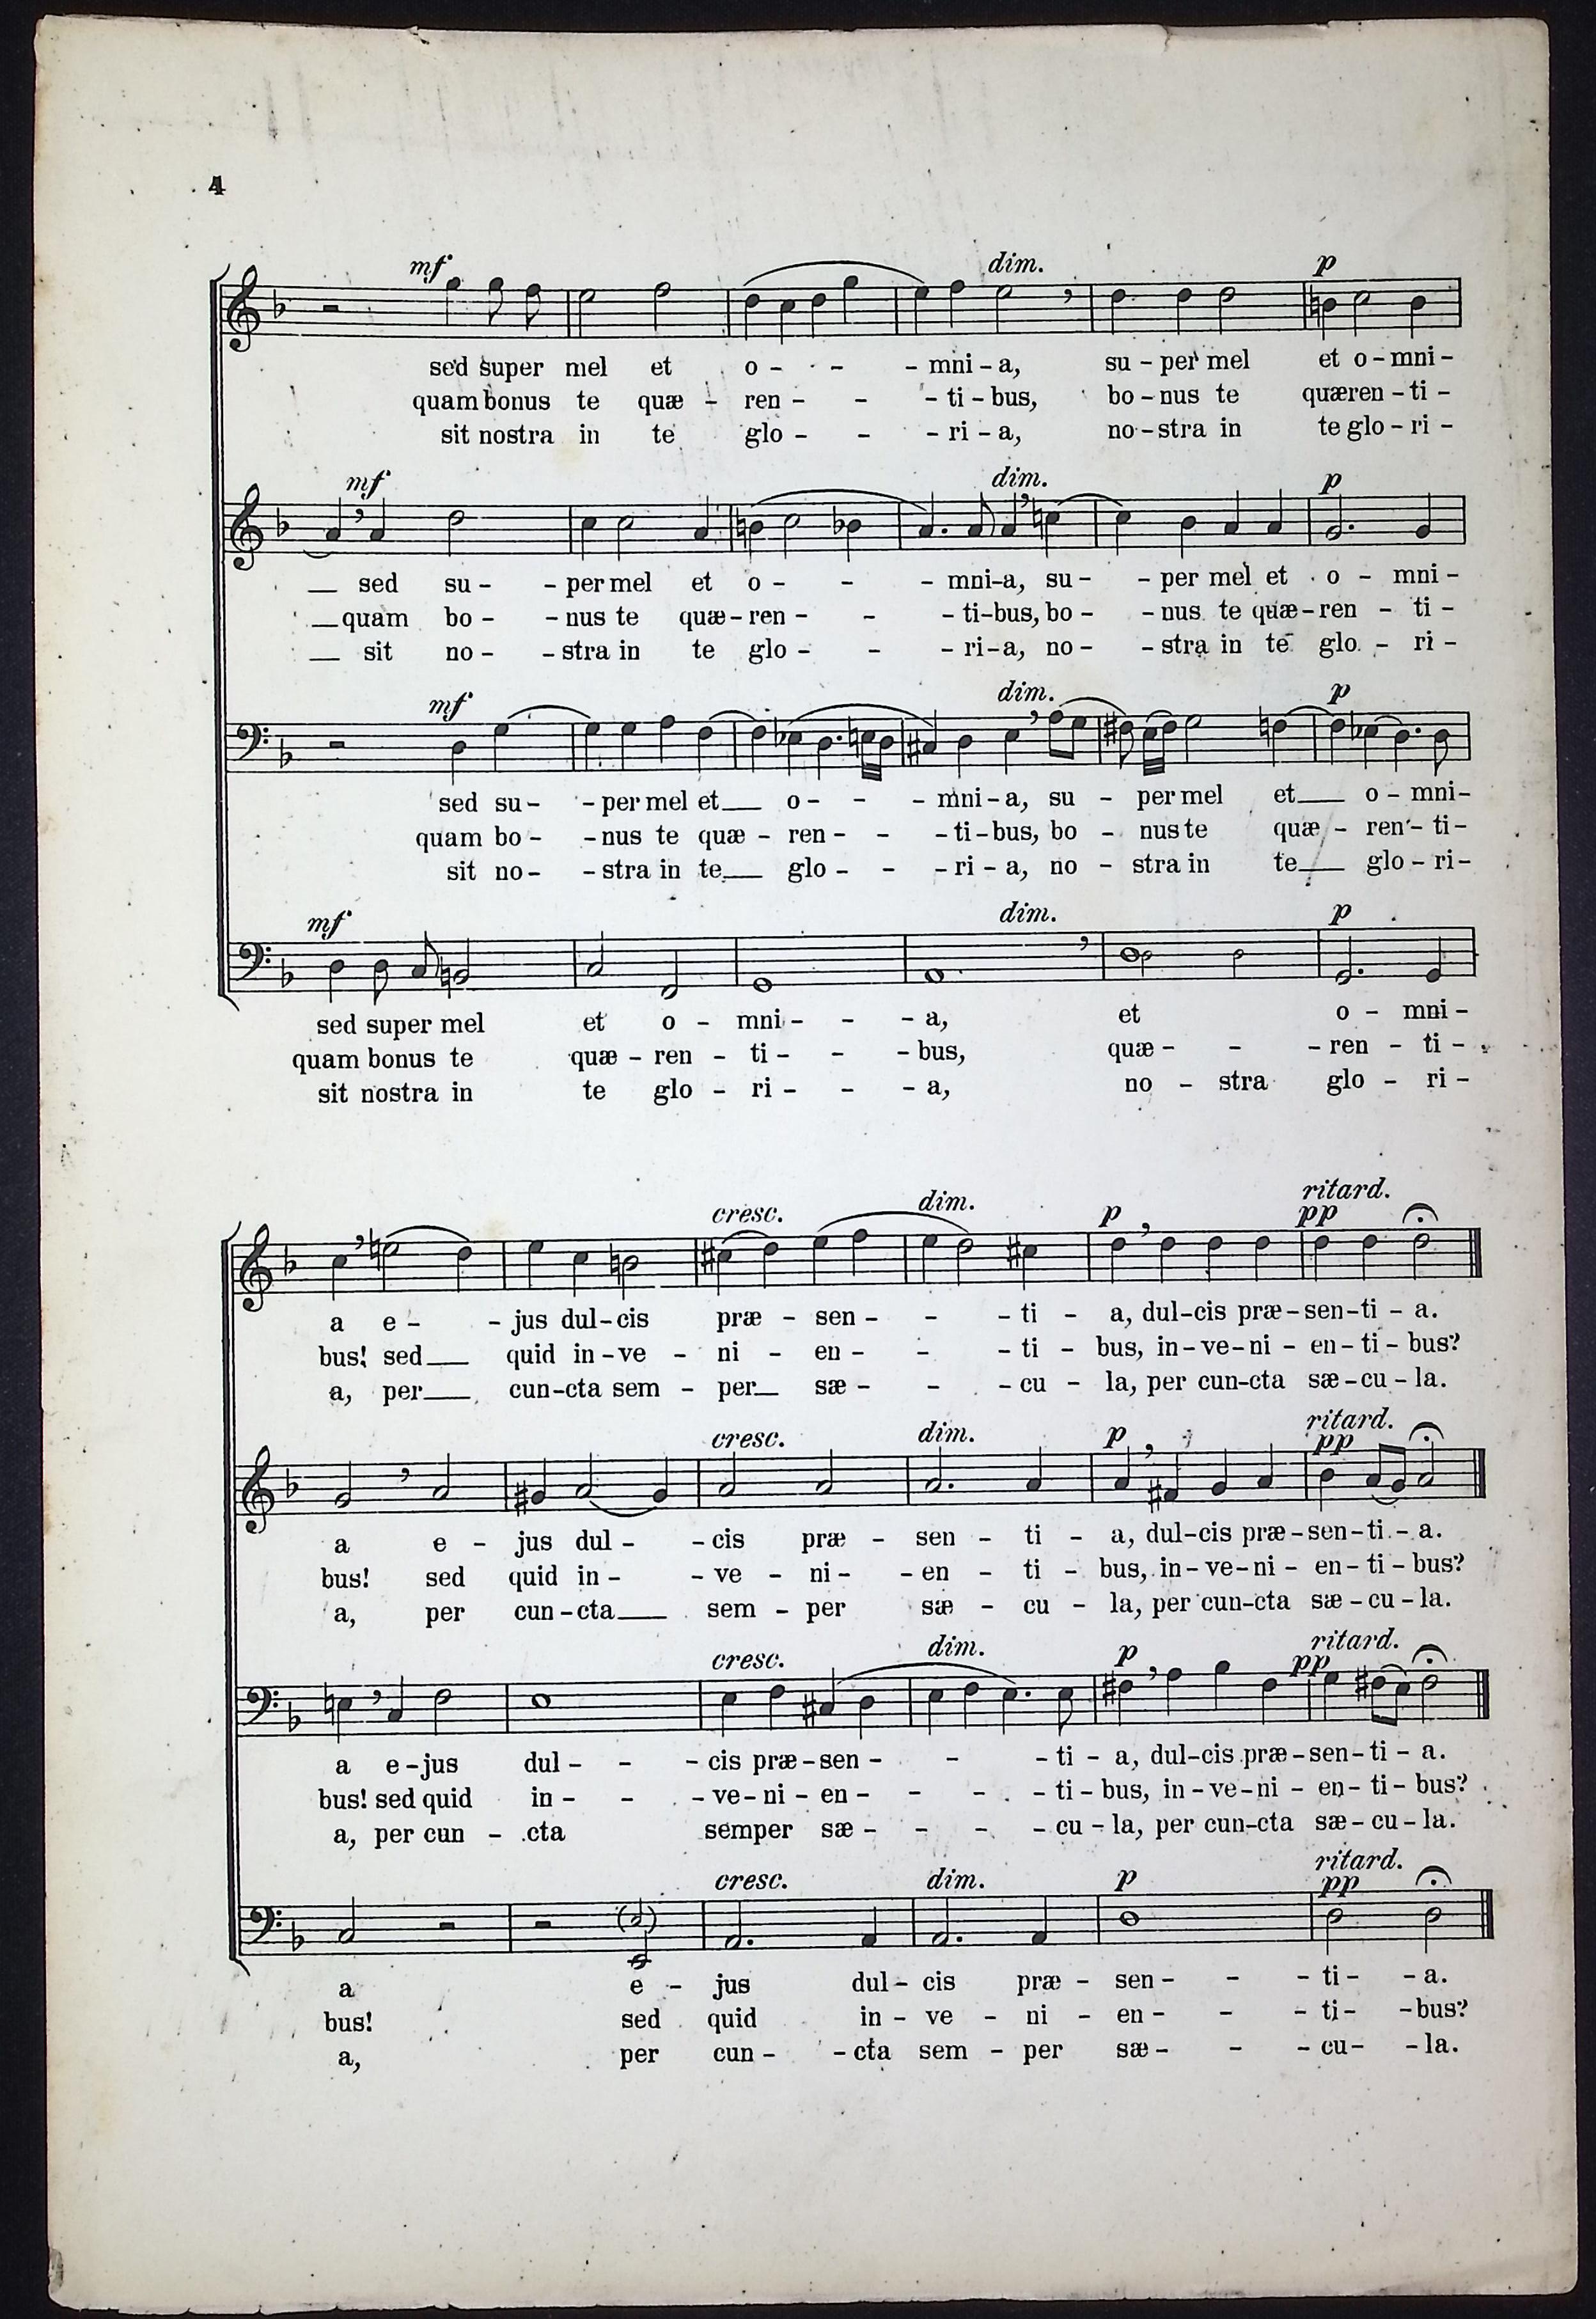 4
mf dim. p
sed super mel et o - - - mni - a, su - per mel et o - mni -
quam bonus te quæ - ren - - - ti - bus, bo - nus te quæren - ti -
sit nostra in te glo - - - ri - a, no - stra in te glo - ri -
mf dim. p
sed su - - per mel et o - - - mni-a, su - - per mel et o - mni -
quam bo - - nus te quæ - ren - - - ti-bus, bo - - nus te quæ - ren - ti -
sit no - - stra in te glo - - - ri-a, no - - stra in te glo - ri -
mf dim. p
sed su - - per mel et o - - - mni - a, su - per mel et o - mni-
quam bo - - nus te quæ - ren - - - ti - bus, bo - nus te quæ - ren - ti -
sit no - - stra in te glo - - - ri - a, no - stra in te glo - ri -
mf dim. p
sed super mel et o - mni - - - a, et o - mni -
quam bonus te quæ - ren - ti - - - bus, quæ - - - ren - ti -
sit nostra in te glo - ri - - - a, no - stra glo - ri -
ritard.
cresc. dim. p pp
a e - - jus dul-cis præ - sen - - - ti - a, dul-cis præ-sen-ti - a.
bus! sed quid in-ve - ni - en - - - ti - bus, in-ve-ni - en-ti-bus?
a, per cun-cta sem - per sæ - - - cu - la, per cun-cta sæ-cu-la.
ritard.
cresc. dim. p pp
a e - jus dul - - cis præ - sen - ti - a, dul-cis præ-sen-ti - a.
bus! sed quid in - - ve - ni - - en - ti - bus, in-ve-ni - en-ti-bus?
a, per cun-cta sem - per sæ - cu - la, per cun-cta sæ-cu-la.
ritard.
cresc. dim. p pp
a e-jus dul - - - cis præ-sen - - - ti - a, dul-cis præ-sen-ti - a.
bus! sed quid in - - - ve-ni - en - - - - ti-bus, in-ve-ni - en-ti-bus?
a, per cun - cta semper sæ - - - - cu - la, per cun-cta sæ-cu-la.
ritard.
cresc. dim. p pp
a e - jus dul - cis præ - sen - - - ti - - a.
bus! sed quid in - ve - ni - en - - - ti - - bus?
a, per cun - - cta sem - per sæ - - - cu - - la.